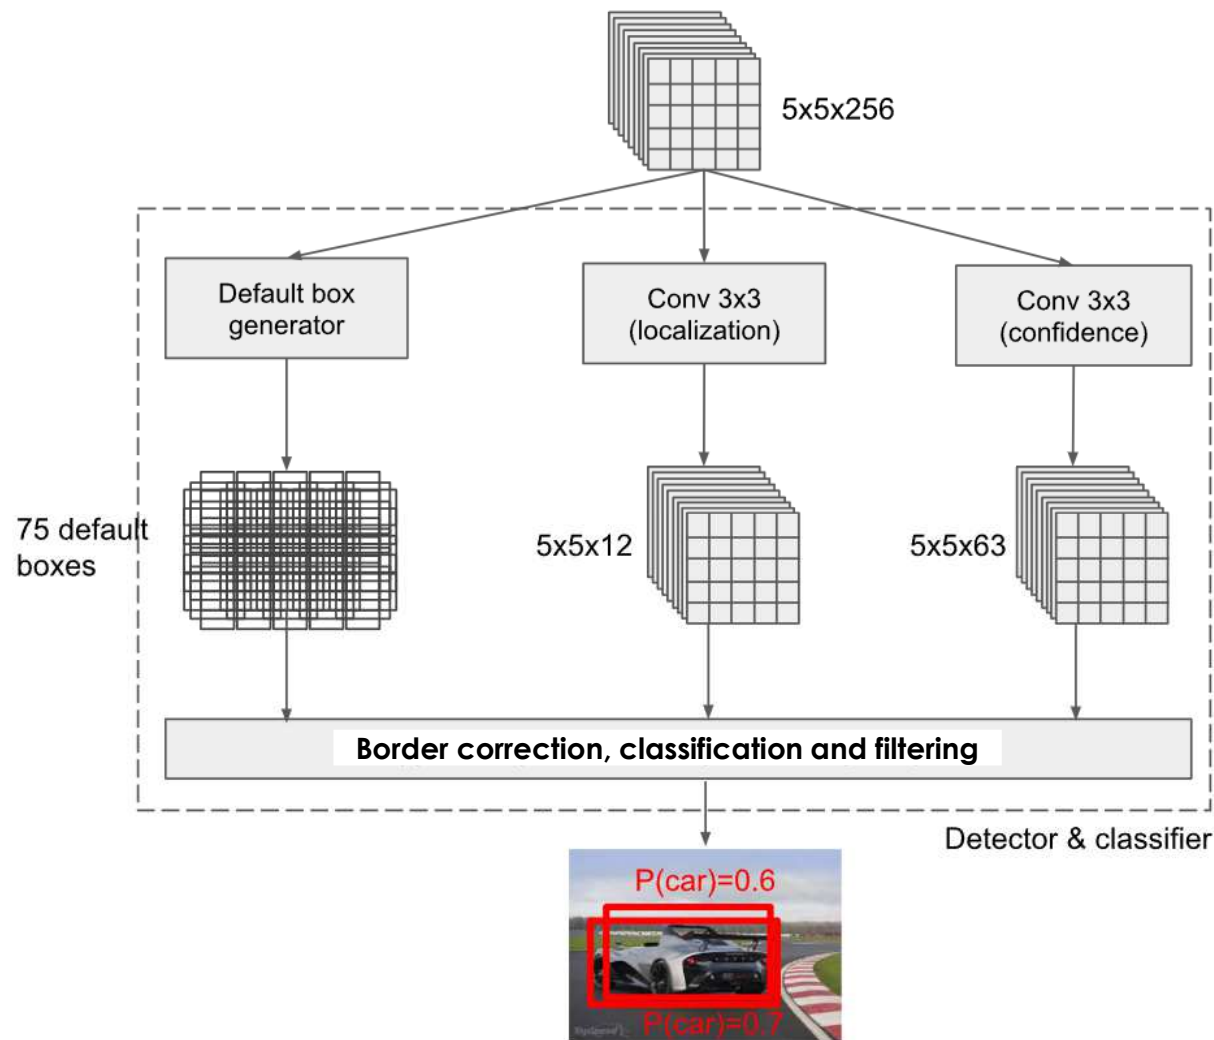 5x5x256
Default box
generator
Conv 3x3
(localization)
Conv 3x3
(confidence)
75 default
boxes
5x5x12
5x5x63
Border correction, classification and filtering
Detector & classifier
P(car)=0.6
P(car)=0.7